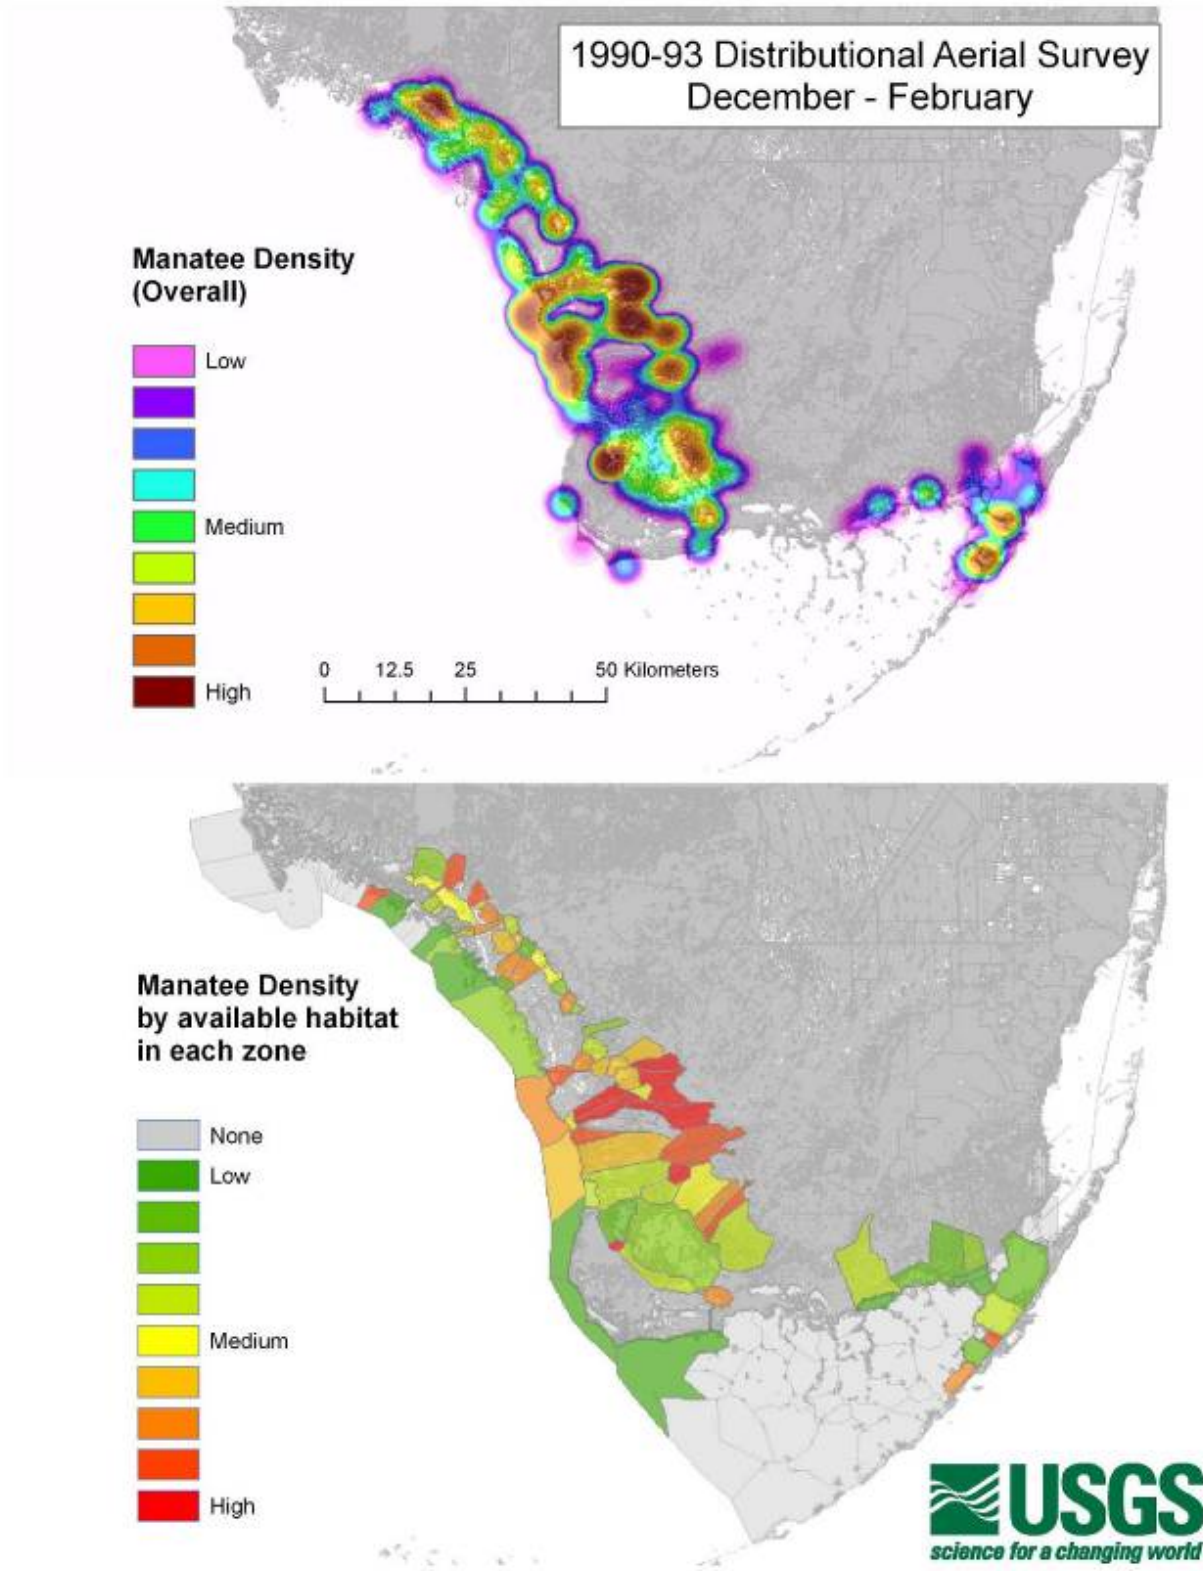 1990-93 Distributional Aerial Survey
December - February
Manatee Density
(Overall)
Low
Medium
High
0 12.5 25 50 Kilometers
Manatee Density
by available habitat
in each zone
None
Low
Medium
High
USGS
science for a changing world